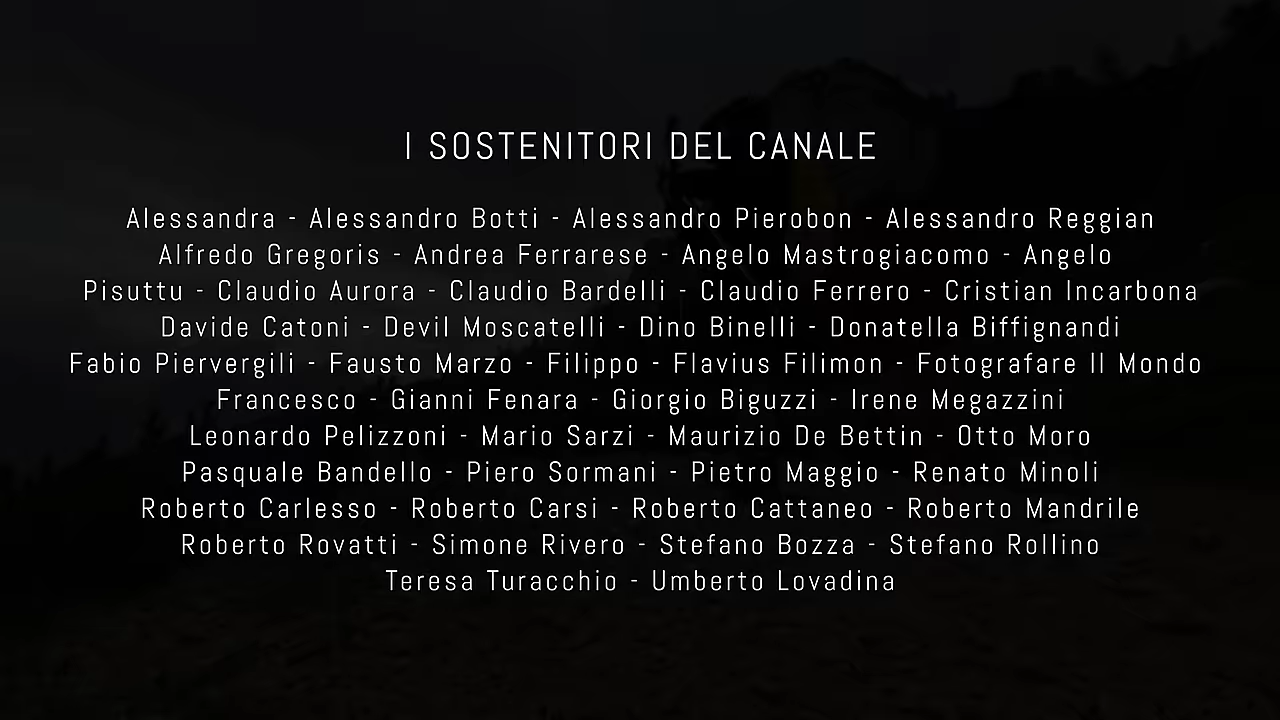 I SOSTENITORI DEL CANALE
Alessandra - Alessandro Botti - Alessandro Pierobon - Alessandro Reggian
Alfredo Gregoris - Andrea Ferrarese - Angelo Mastrogiacomo - Angelo
Pisuttu - Claudio Aurora - Claudio Bardelli - Claudio Ferrero - Cristian Incarbona
Davide Catoni - Devil Moscatelli - Dino Binelli - Donatella Biffignandi
Fabio Piervergili - Fausto Marzo - Filippo - Flavius Filimon - Fotografare Il Mondo
Francesco - Gianni Fenara - Giorgio Biguzzi - Irene Megazzini
Leonardo Pelizzoni - Mario Sarzi - Maurizio De Bettin - Otto Moro
Pasquale Bandello - Piero Sormani - Pietro Maggio - Renato Minoli
Roberto Carlesso - Roberto Carsi - Roberto Cattaneo - Roberto Mandrile
Roberto Rovatti - Simone Rivero - Stefano Bozza - Stefano Rollino
Teresa Turacchio - Umberto Lovadina